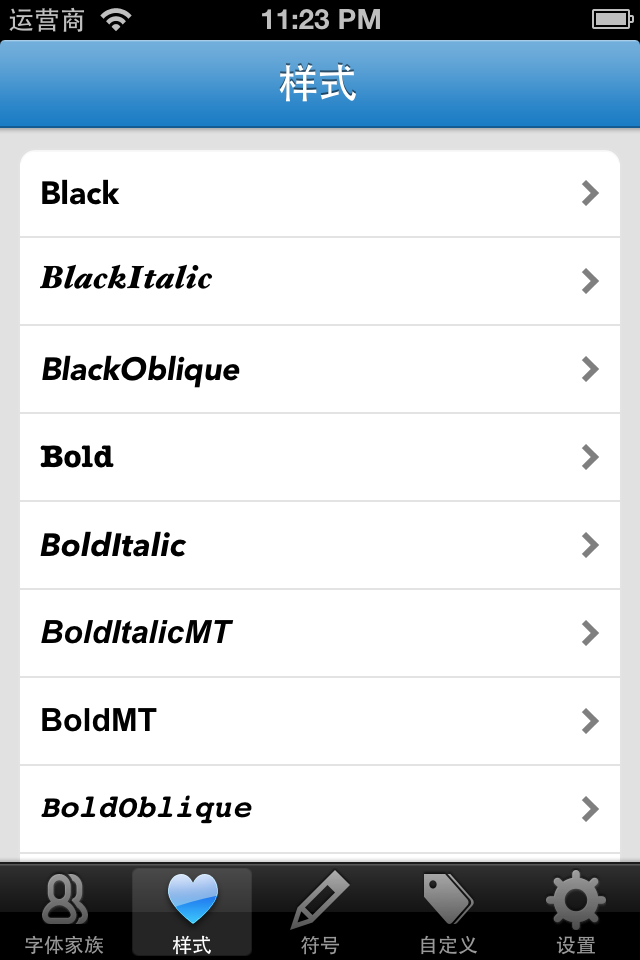 运营商 11:23 PM
样式
Black
BlackItalic
BlackOblique
Bold
BoldItalic
BoldItalicMT
BoldMT
BoldOblique
字体家族 样式 符号 自定义 设置